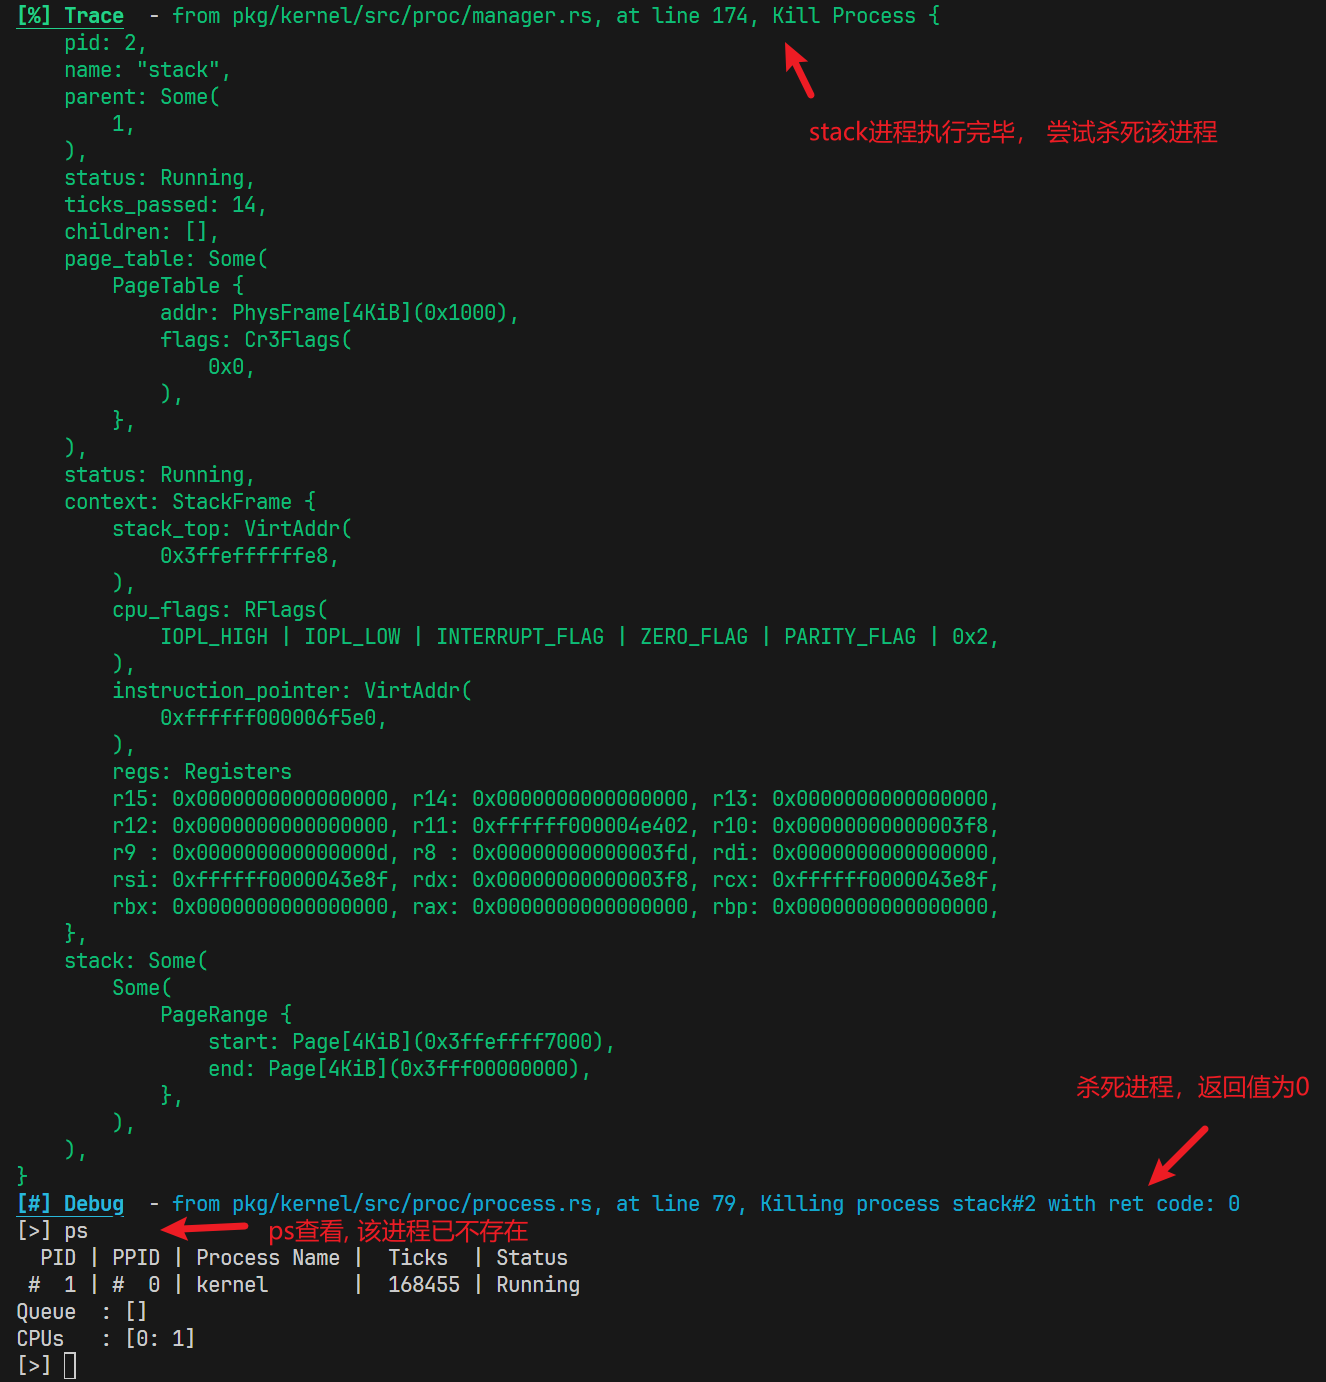 [%] Trace  - from pkg/kernel/src/proc/manager.rs, at line 174, Kill Process {
    pid: 2,
    name: "stack",
    parent: Some(
        1,
stack进程执行完毕， 尝试杀死该进程
    ),
    status: Running,
    ticks_passed: 14,
    children: [],
    page_table: Some(
        PageTable {
            addr: PhysFrame[4KiB](0x1000),
            flags: Cr3Flags(
                0x0,
            ),
        },
    ),
    status: Running,
    context: StackFrame {
        stack_top: VirtAddr(
            0x3ffeffffffe8,
        ),
        cpu_flags: RFlags(
            IOPL_HIGH | IOPL_LOW | INTERRUPT_FLAG | ZERO_FLAG | PARITY_FLAG | 0x2,
        ),
        instruction_pointer: VirtAddr(
            0xffffff000006f5e0,
        ),
        regs: Registers
        r15: 0x0000000000000000, r14: 0x0000000000000000, r13: 0x0000000000000000,
        r12: 0x0000000000000000, r11: 0xffffff000004e402, r10: 0x00000000000003f8,
        r9 : 0x000000000000000d, r8 : 0x00000000000003fd, rdi: 0x0000000000000000,
        rsi: 0xffffff0000043e8f, rdx: 0x00000000000003f8, rcx: 0xffffff0000043e8f,
        rbx: 0x0000000000000000, rax: 0x0000000000000000, rbp: 0x0000000000000000,
    },
    stack: Some(
        Some(
            PageRange {
                start: Page[4KiB](0x3ffeffff7000),
                end: Page[4KiB](0x3fff00000000),
            },
杀死进程，返回值为0
        ),
    ),
}
[#] Debug  - from pkg/kernel/src/proc/process.rs, at line 79, Killing process stack#2 with ret code: 0
[>] ps
ps查看, 该进程已不存在
  PID | PPID | Process Name |  Ticks  | Status
 #  1 | #  0 | kernel       |  168455 | Running
Queue  : []
CPUs   : [0: 1]
[>]